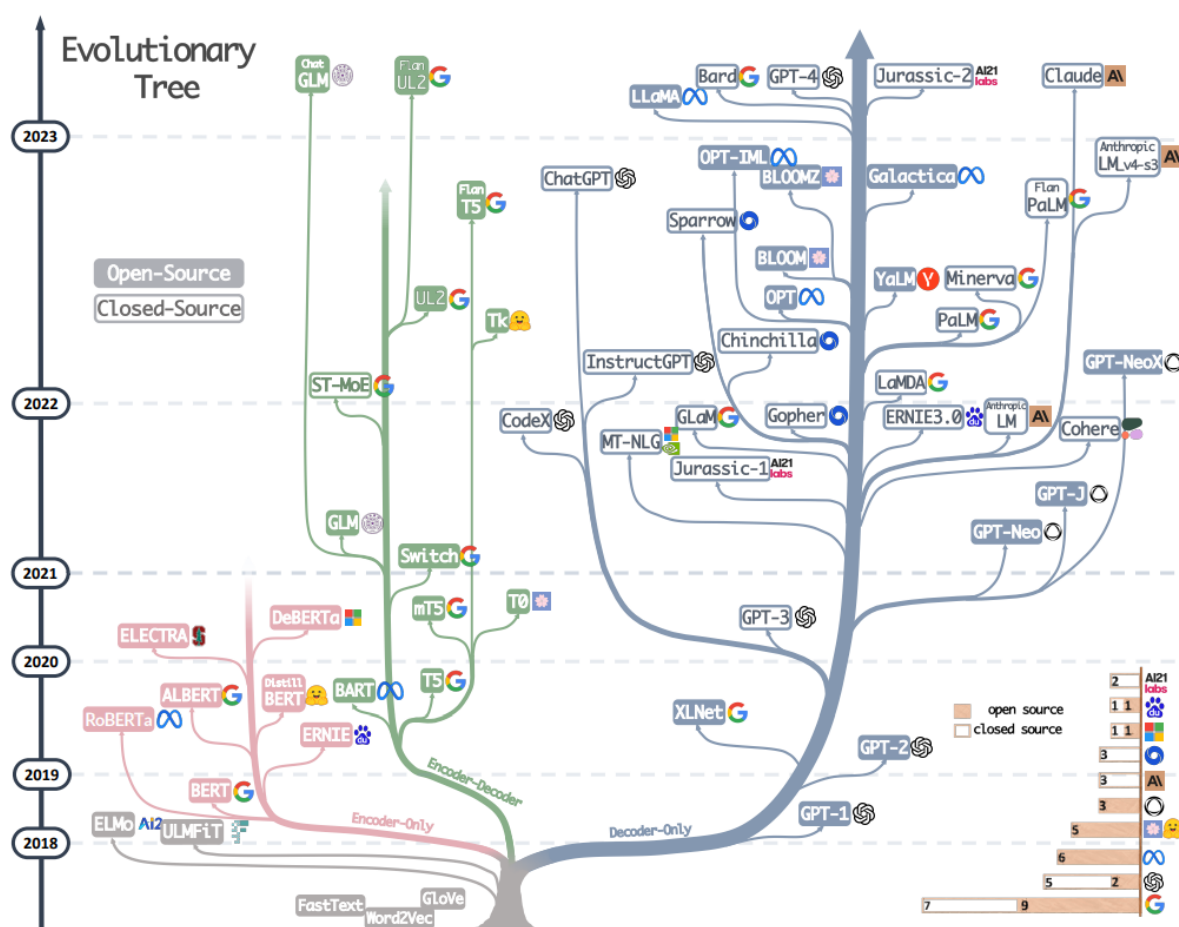 Evolutionary
Tree
Chat
GLM
Flan
UL2
Bard
GPT-4
Jurassic-2
AI21
labs
Claude
A\
LLaMA
2023
OPT-IML
BLOOMZ
Galactica
Anthropic
LM_v4-s3
A\
ChatGPT
Flan
T5
Flan
PaLM
Sparrow
Open-Source
Closed-Source
BLOOM
YaLM
Minerva
UL2
OPT
Tk
PaLM
Chinchilla
InstructGPT
GPT-NeoX
ST-MoE
LaMDA
2022
CodeX
GLaM
Gopher
ERNIE3.0
du
Anthropic
LM
A\
Cohere
MT-NLG
Jurassic-1
AI21
labs
GPT-J
GLM
GPT-Neo
Switch
2021
mT5
T0
DeBERTa
GPT-3
ELECTRA
S
2020
ALBERT
Distill
BERT
BART
T5
RoBERTa
XLNet
ERNIE
du
GPT-2
2019
BERT
Encoder-Decoder
GPT-1
ELMo
Ai2
ULMFiT
Encoder-Only
Decoder-Only
2018
FastText
Word2Vec
GloVe
open source
closed source
2
AI21
labs
1 1
du
1 1
3
3
A\
3
5
6
5 2
7 9